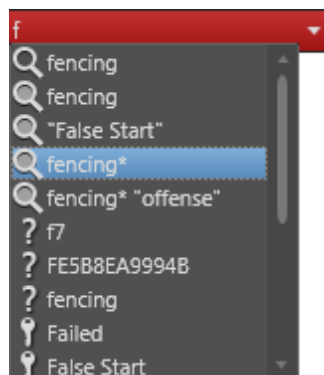 f
fencing
fencing
"False Start"
fencing*
fencing* "offense"
f7
FE5B8EA9994B
fencing
Failed
False Start